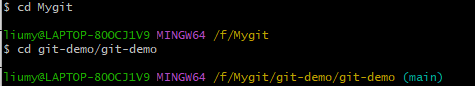 $ cd Mygit
liumy@LAPTOP-80OCJ1V9 MINGW64 /f/Mygit
$ cd git-demo/git-demo
liumy@LAPTOP-80OCJ1V9 MINGW64 /f/Mygit/git-demo/git-demo (main)